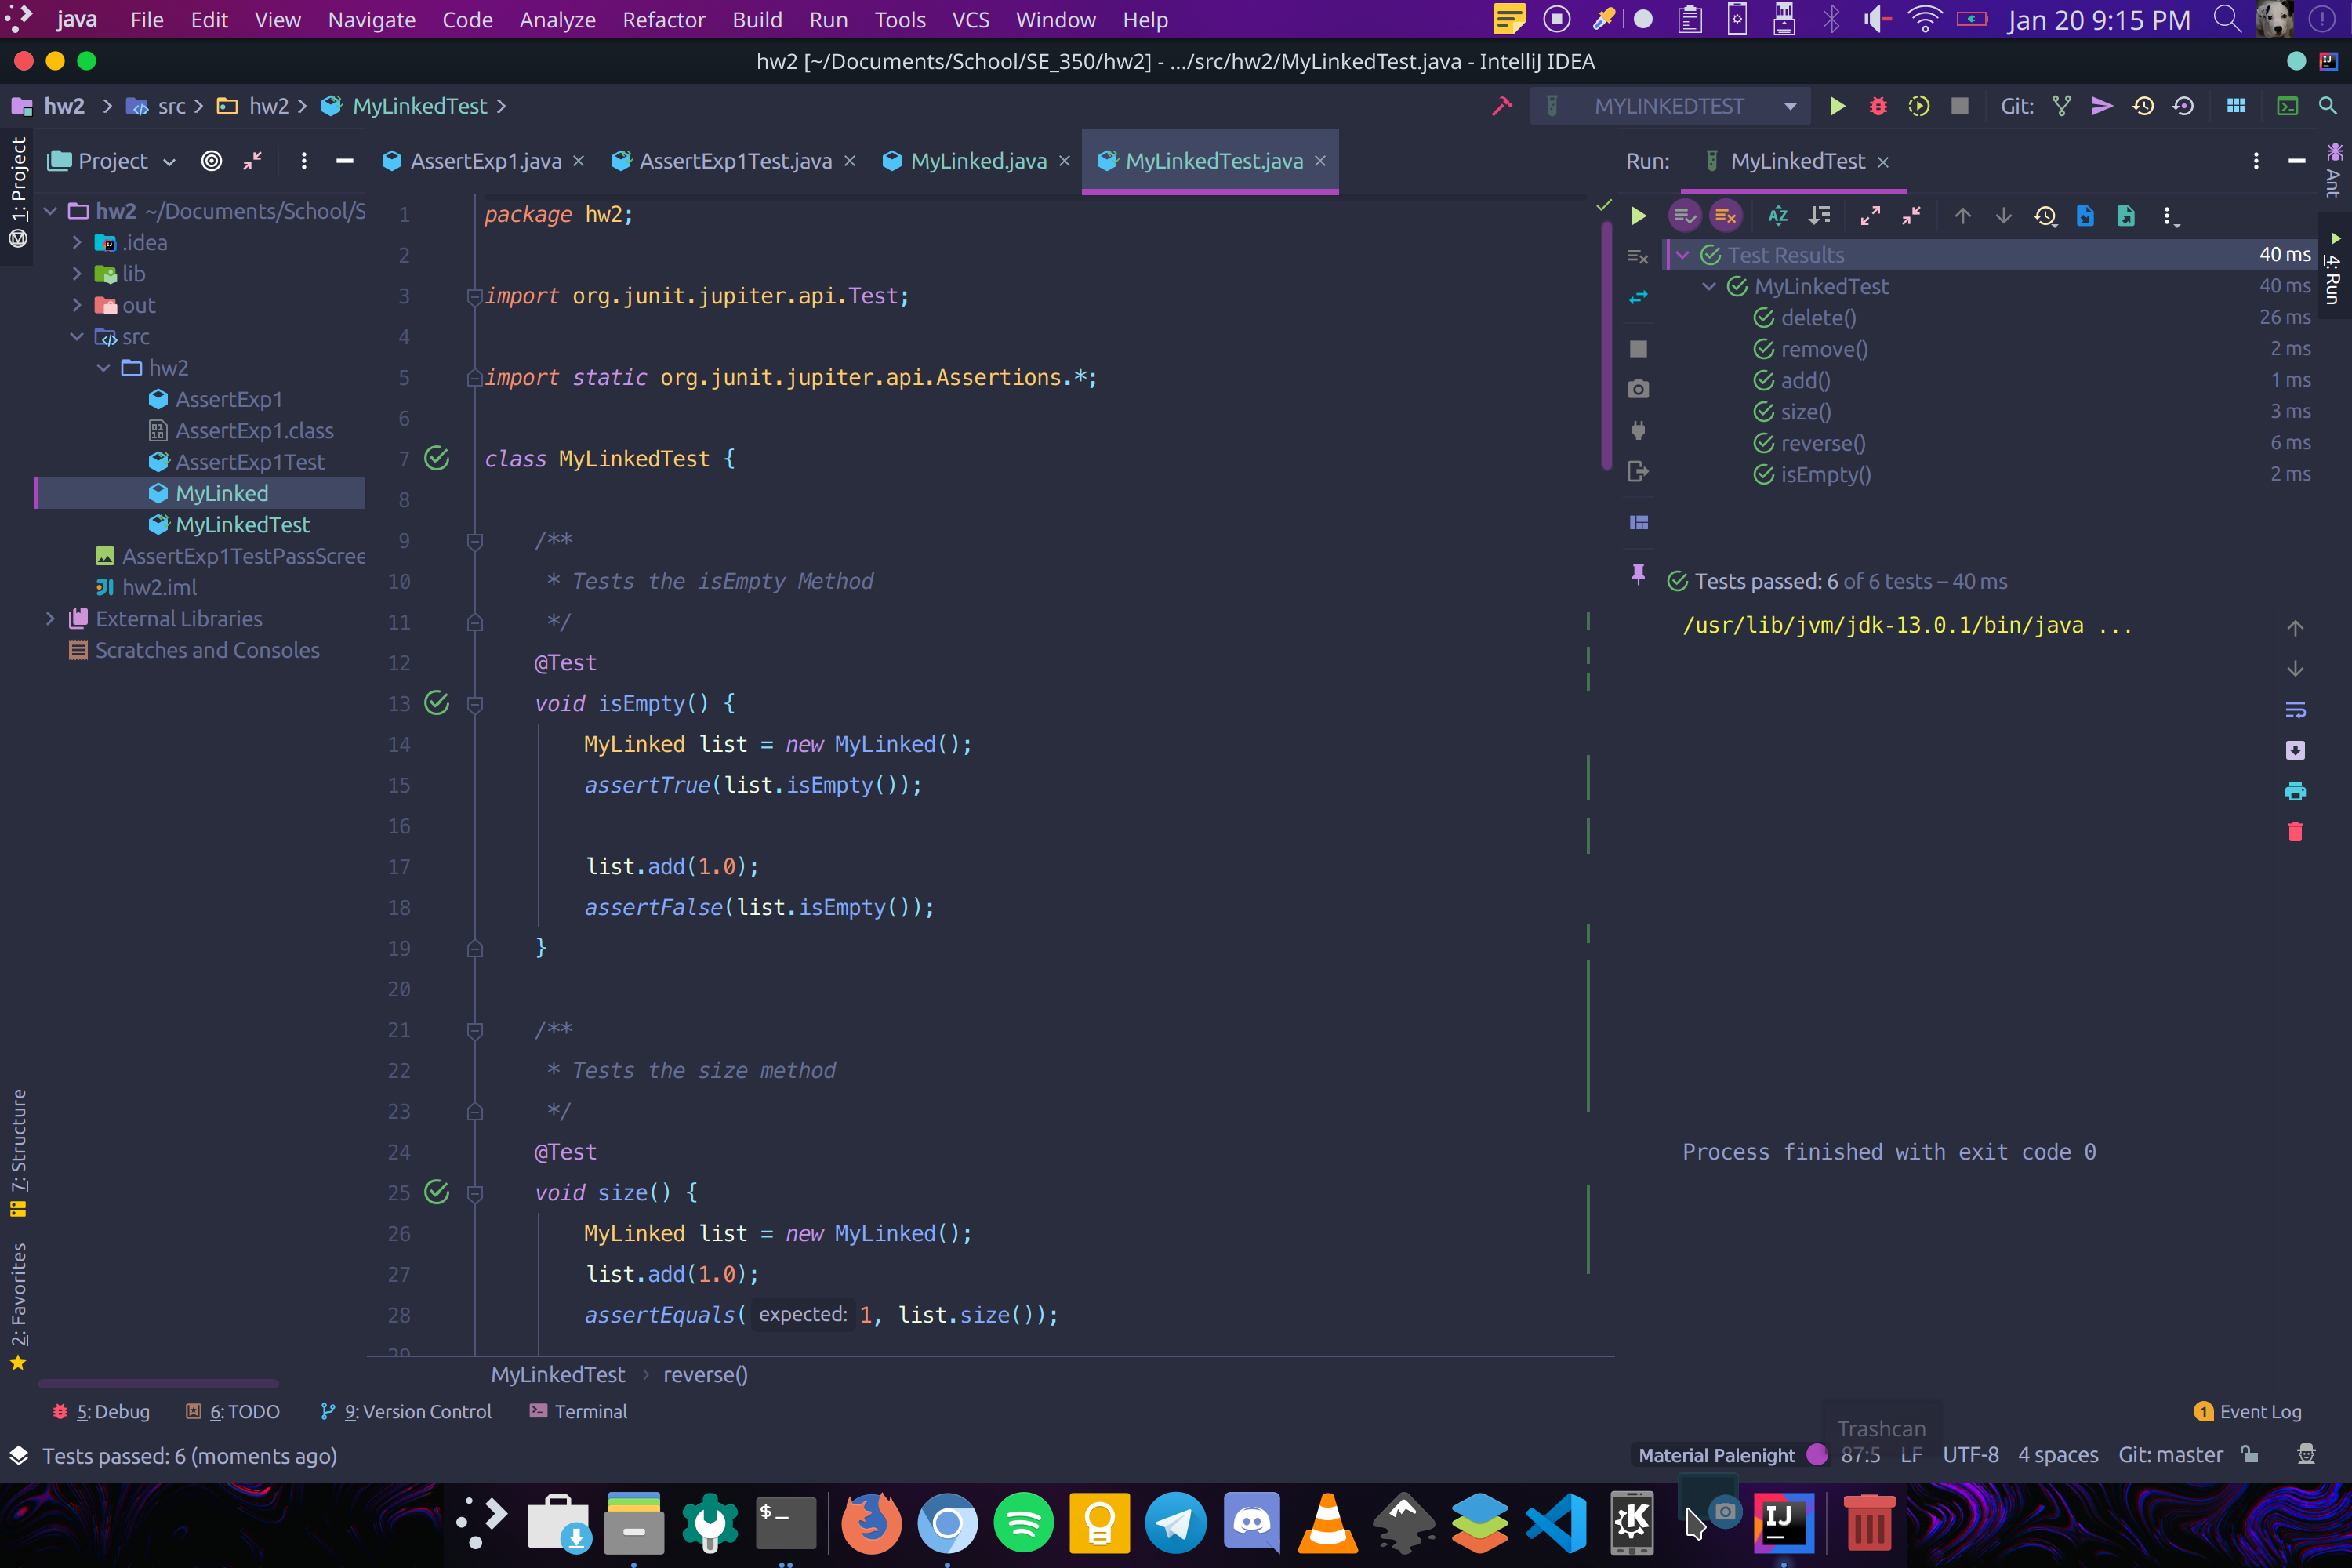 java File Edit View Navigate Code Analyze Refactor Build Run Tools VCS Window Help Jan 20 9:15 PM
hw2 [~/Documents/School/SE_350/hw2] - .../src/hw2/MyLinkedTest.java - IntelliJ IDEA
hw2 src hw2 MyLinkedTest MYLINKEDTEST Git:
1: Project
Project
AssertExp1.java AssertExp1Test.java MyLinked.java MyLinkedTest.java
hw2 ~/Documents/School/S
.idea
lib
out
src
hw2
AssertExp1
AssertExp1.class
AssertExp1Test
MyLinked
MyLinkedTest
AssertExp1TestPassScree
hw2.iml
External Libraries
Scratches and Consoles
7: Structure
2: Favorites
1 package hw2;
2
3 import org.junit.jupiter.api.Test;
4
5 import static org.junit.jupiter.api.Assertions.*;
6
7 class MyLinkedTest {
8
9 /**
10 * Tests the isEmpty Method
11 */
12 @Test
13 void isEmpty() {
14 MyLinked list = new MyLinked();
15 assertTrue(list.isEmpty());
16
17 list.add(1.0);
18 assertFalse(list.isEmpty());
19 }
20
21 /**
22 * Tests the size method
23 */
24 @Test
25 void size() {
26 MyLinked list = new MyLinked();
27 list.add(1.0);
28 assertEquals( expected: 1, list.size());
29
MyLinkedTest reverse()
Run: MyLinkedTest
Ant
4: Run
Test Results 40 ms
MyLinkedTest 40 ms
delete() 26 ms
remove() 2 ms
add() 1 ms
size() 3 ms
reverse() 6 ms
isEmpty() 2 ms
Tests passed: 6 of 6 tests – 40 ms
/usr/lib/jvm/jdk-13.0.1/bin/java ...
Process finished with exit code 0
5: Debug 6: TODO 9: Version Control Terminal 1 Event Log
Trashcan
Tests passed: 6 (moments ago) Material Palenight 87:5 LF UTF-8 4 spaces Git: master
$_ IJ